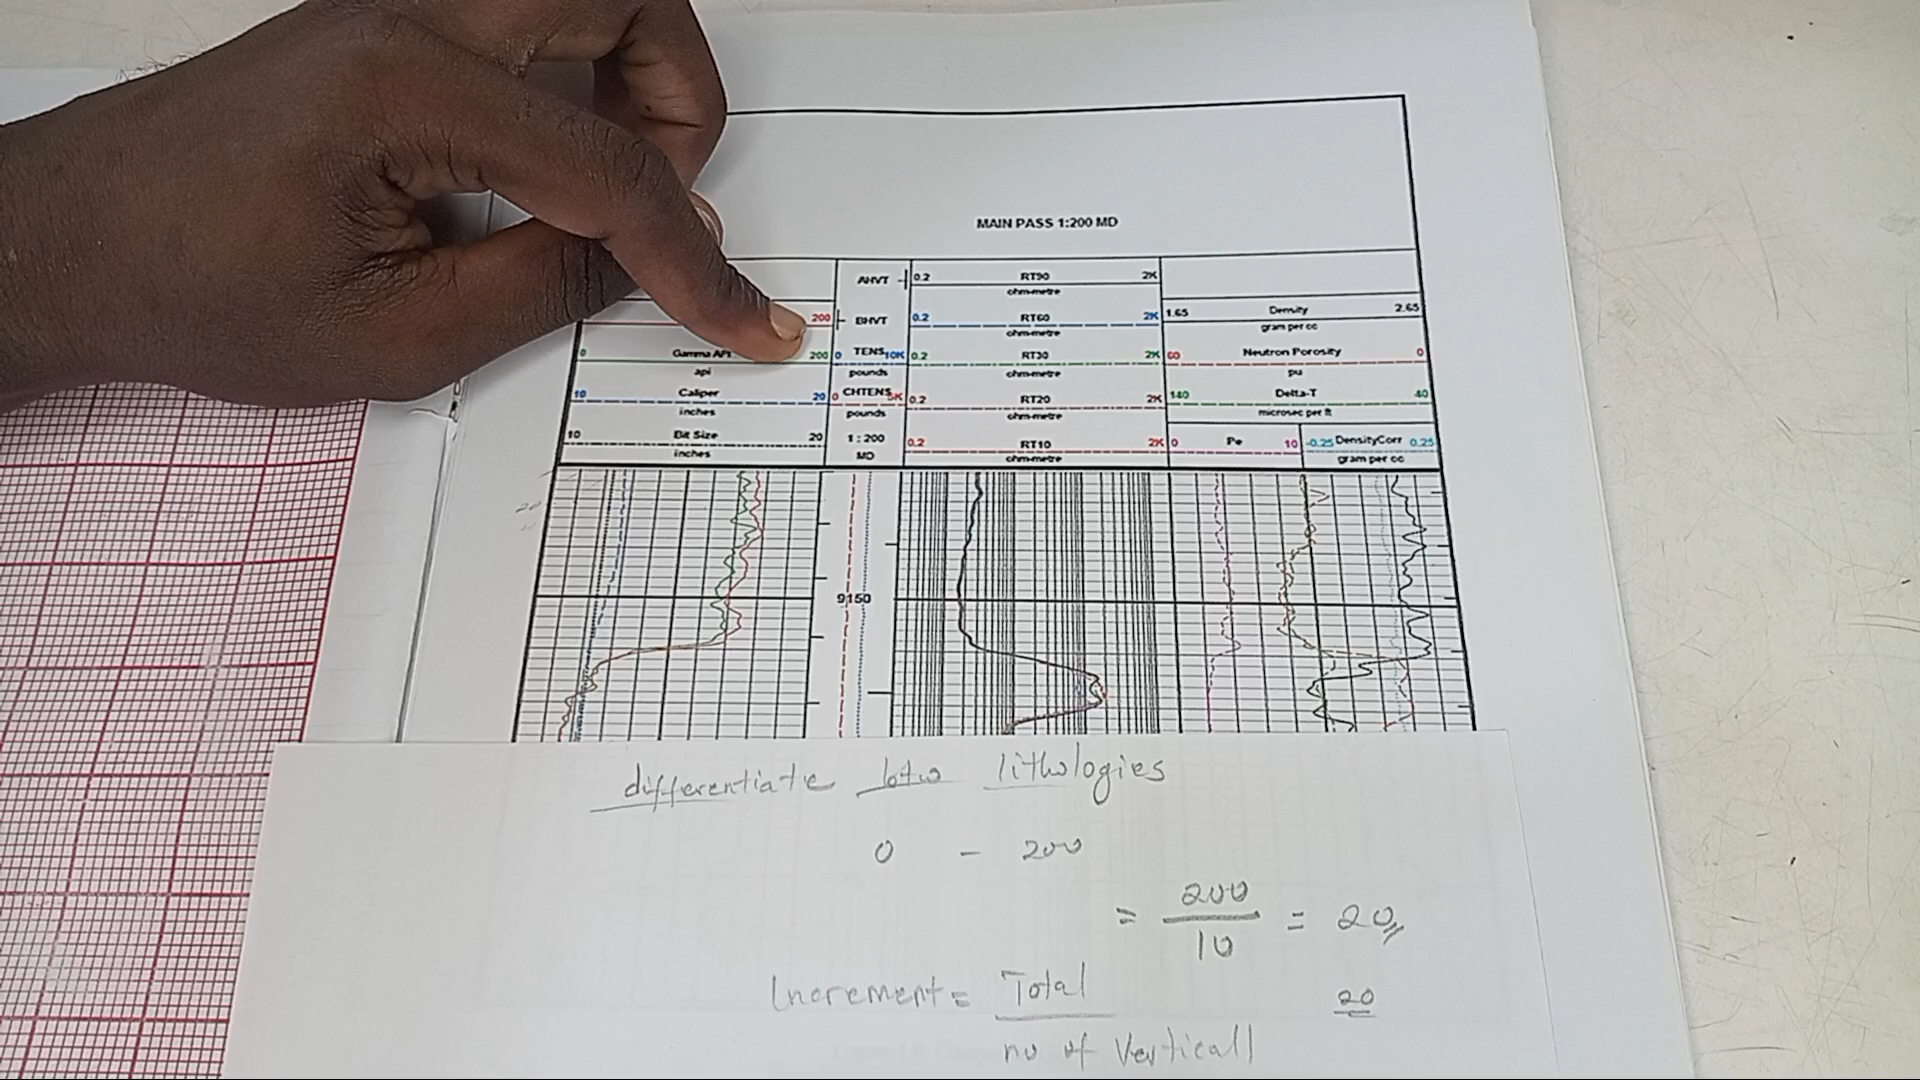 MAIN PASS 1:200 MD
AHVT 0.2 RT90 2K
ohm-metre
200 BHVT 0.2 RT60 2K 1.65 Density 2.65
ohm-metre gram per cc
0 Gamma API 200 0 TENS 10K 0.2 RT30 2K 60 Neutron Porosity 0
api pounds ohm-metre pu
10 Caliper 20 0 CHTENS 5K 0.2 RT20 2K 140 Delta-T 40
inches pounds ohm-metre microsec per ft
10 Bit Size 20 1 : 200 0.2 RT10 2K 0 Pe 10 -0.25 DensityCorr 0.25
inches MD ohm-metre gram per cc
9150
differentiate btw lithologies
0 - 200
= 200/10 = 20
Increment = Total 20
no of Vertical